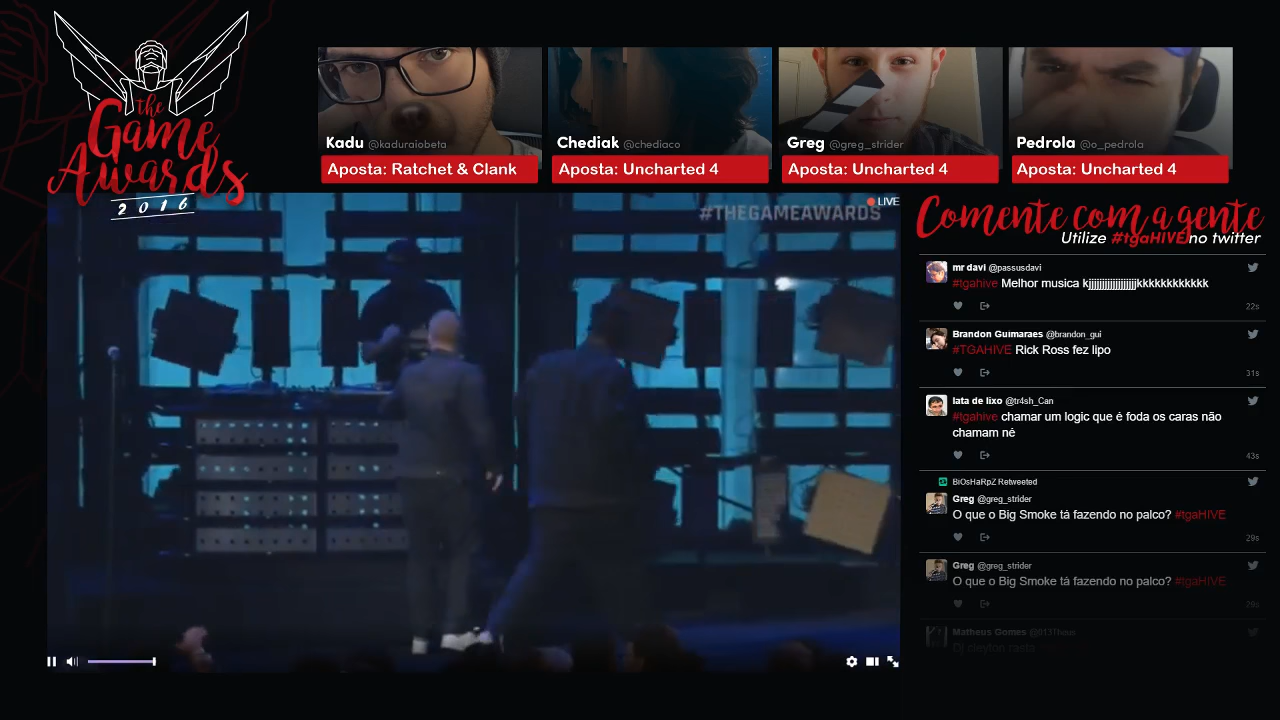 the
Game
Awards
2016
Kadu @kaduraiobeta
Aposta: Ratchet & Clank
Chediak @chediaco
Aposta: Uncharted 4
Greg @greg_strider
Aposta: Uncharted 4
Pedrola @o_pedrola
Aposta: Uncharted 4
#THEGAMEAWARDS
LIVE
Comente com a gente
Utilize #tgaHIVE no twitter
mr davi @passusdavi
#tgahive Melhor musica kjjjjjjjjjjjjjjjjjjkkkkkkkkkkkk
22s
Brandon Guimaraes @brandon_gui
#TGAHIVE Rick Ross fez lipo
31s
lata de lixo @tr4sh_Can
#tgahive chamar um logic que é foda os caras não
chamam né
43s
BiOsHaRpZ Retweeted
Greg @greg_strider
O que o Big Smoke tá fazendo no palco? #tgaHIVE
29s
Greg @greg_strider
O que o Big Smoke tá fazendo no palco? #tgaHIVE
29s
Matheus Gomes